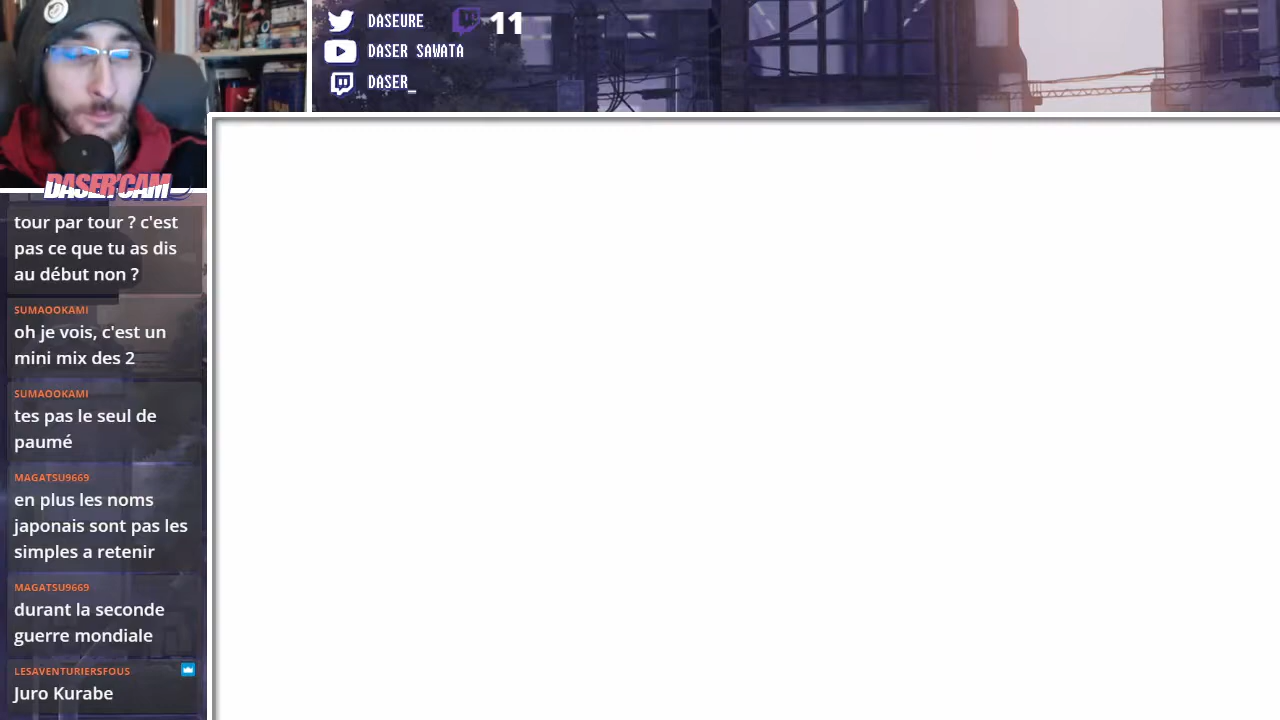 DASEURE
11
DASER SAWATA
DASER_
DASER'CAM
tour par tour ? c'est
pas ce que tu as dis
au début non ?
SUMAOOKAMI
oh je vois, c'est un
mini mix des 2
SUMAOOKAMI
tes pas le seul de
paumé
MAGATSU9669
en plus les noms
japonais sont pas les
simples a retenir
MAGATSU9669
durant la seconde
guerre mondiale
LESAVENTURIERSFOUS
Juro Kurabe